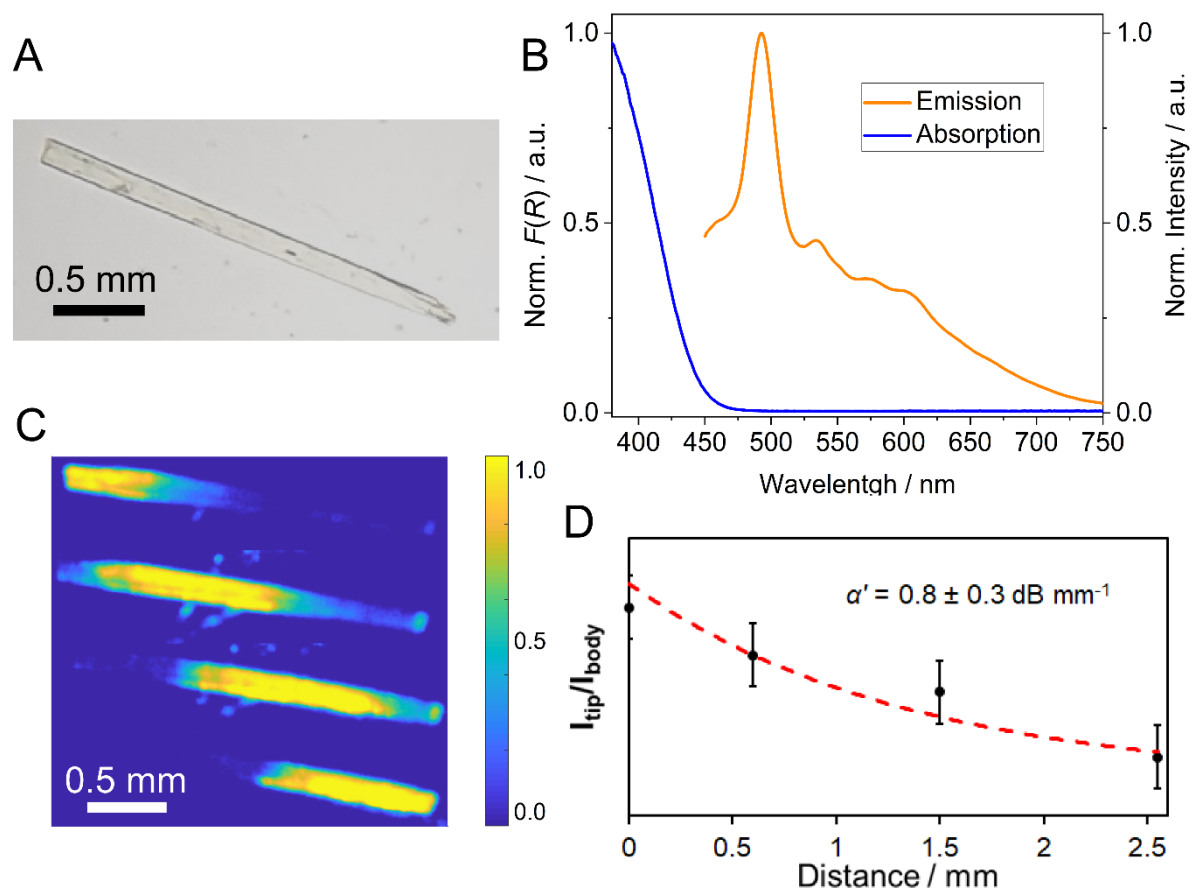 A
0.5 mm
B
Norm. F(R) / a.u.
1.0
0.5
0.0
Emission
Absorption
1.0
0.5
0.0
Norm. Intensity / a.u.
400 450 500 550 600 650 700 750
Wavelentgh / nm
C
0.5 mm
1.0
0.5
0.0
D
α' = 0.8 ± 0.3 dB mm⁻¹
Itip/Ibody
0 0.5 1 1.5 2 2.5
Distance / mm